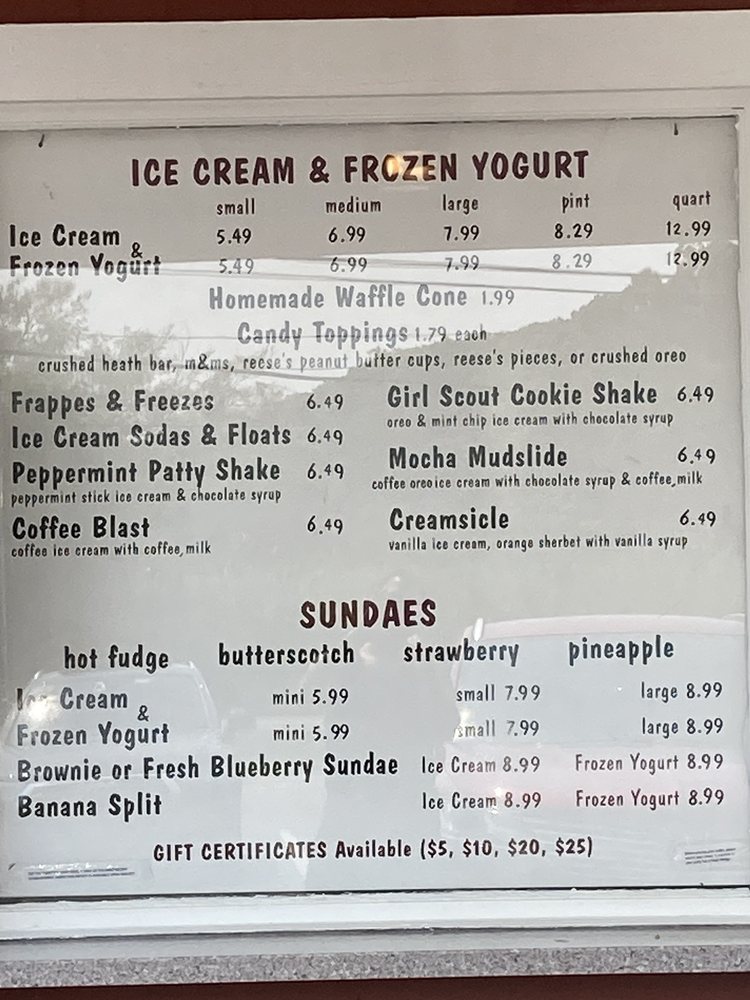 ICE CREAM & FROZEN YOGURT
small medium large pint quart
Ice Cream & 5.49 6.99 7.99 8.29 12.99
Frozen Yogurt 5.49 6.99 7.99 8.29 12.99
Homemade Waffle Cone 1.99
Candy Toppings 1.79 each
crushed heath bar, m&ms, reese's peanut butter cups, reese's pieces, or crushed oreo
Frappes & Freezes 6.49
Ice Cream Sodas & Floats 6.49
Peppermint Patty Shake 6.49
peppermint stick ice cream & chocolate syrup
Coffee Blast 6.49
coffee ice cream with coffee, milk
Girl Scout Cookie Shake 6.49
oreo & mint chip ice cream with chocolate syrup
Mocha Mudslide 6.49
coffee oreo ice cream with chocolate syrup & coffee, milk
Creamsicle 6.49
vanilla ice cream, orange sherbet with vanilla syrup
SUNDAES
hot fudge butterscotch strawberry pineapple
Ice Cream & mini 5.99 small 7.99 large 8.99
Frozen Yogurt mini 5.99 small 7.99 large 8.99
Brownie or Fresh Blueberry Sundae Ice Cream 8.99 Frozen Yogurt 8.99
Banana Split Ice Cream 8.99 Frozen Yogurt 8.99
GIFT CERTIFICATES Available ($5, $10, $20, $25)